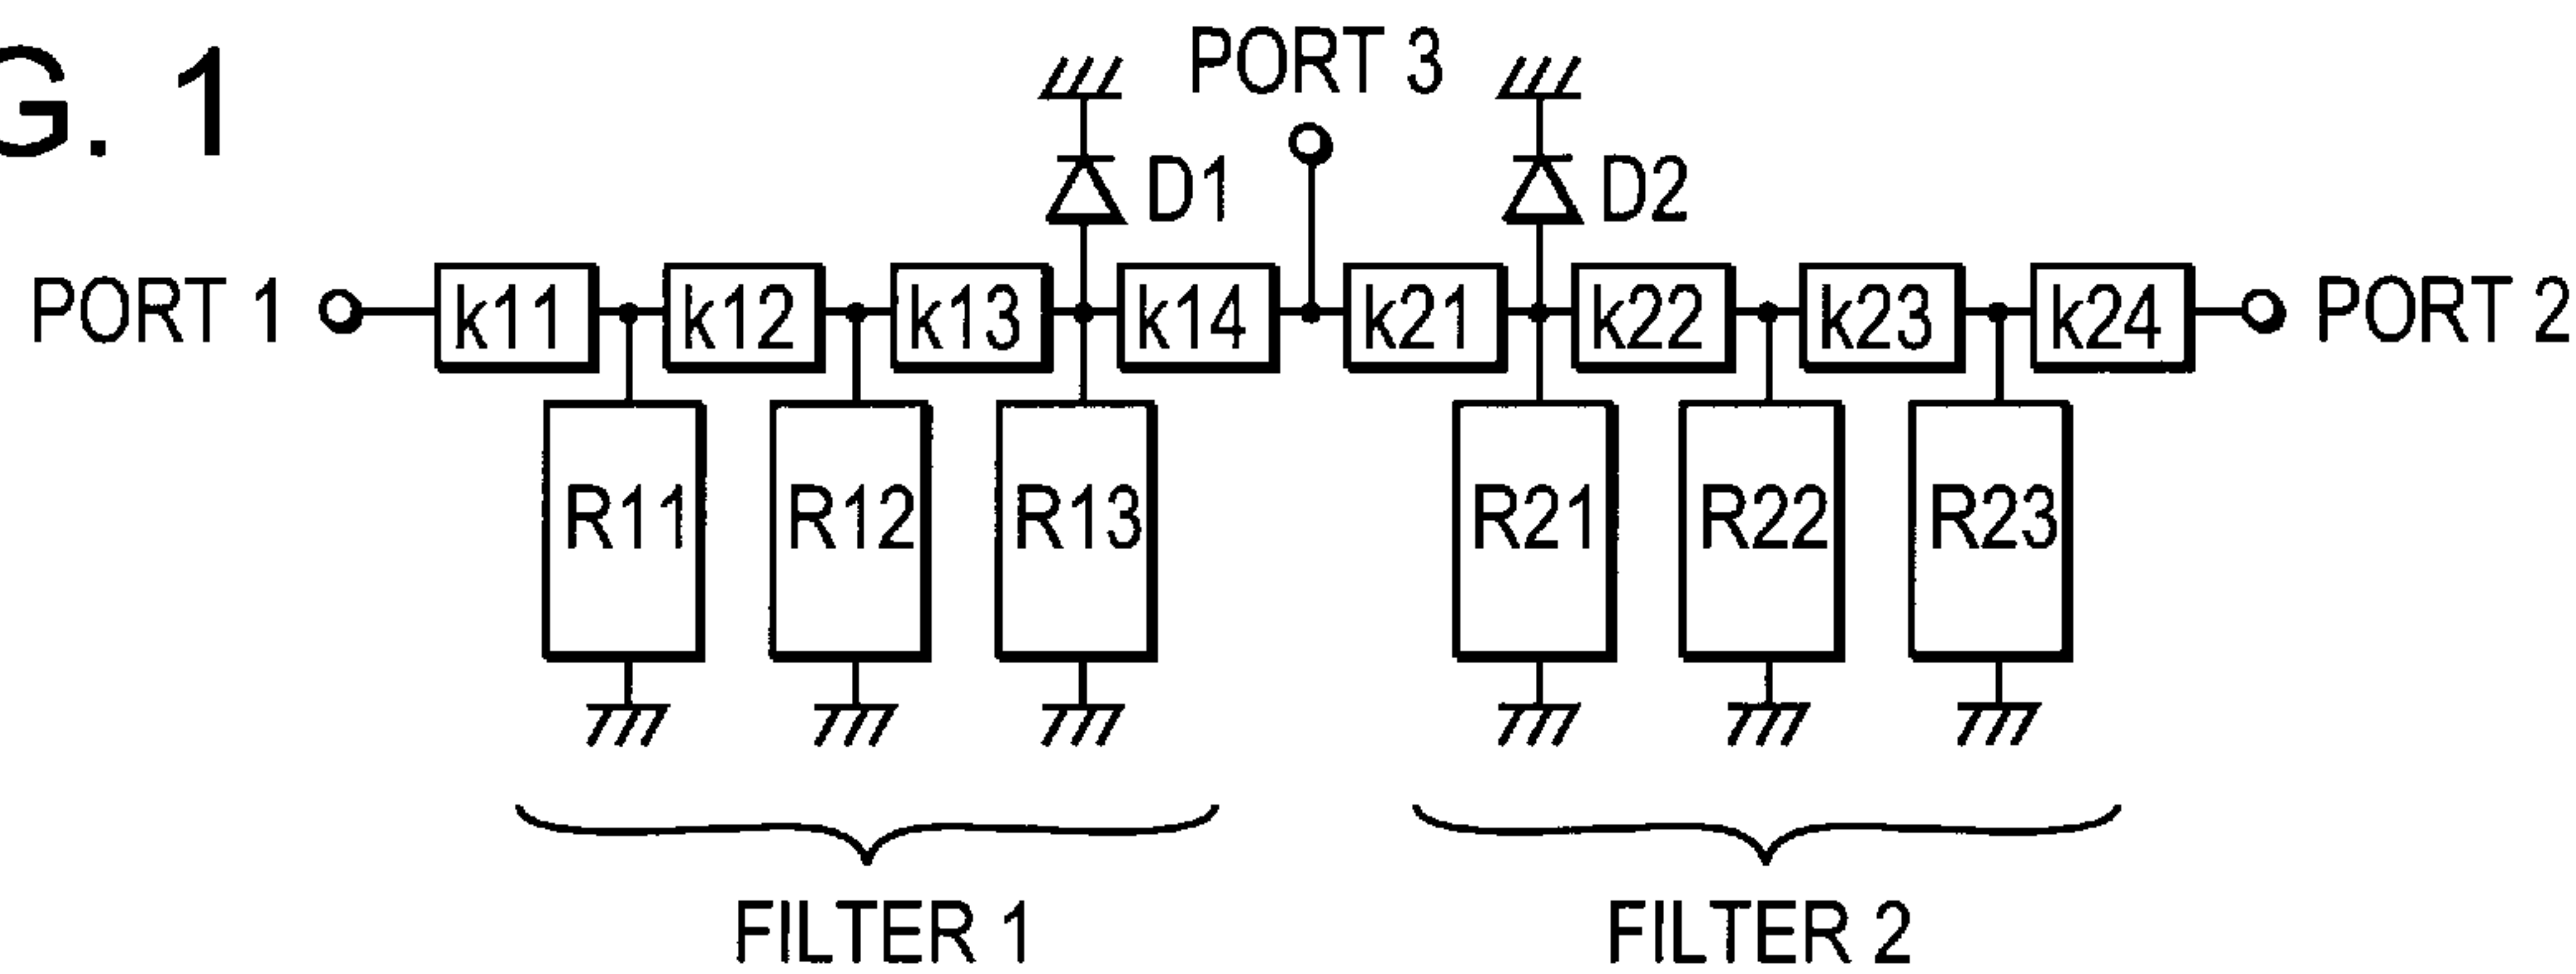 G. 1
PORT 3
D1
D2
PORT 1
k11
k12
k13
k14
k21
k22
k23
k24
PORT 2
R11
R12
R13
R21
R22
R23
FILTER 1
FILTER 2